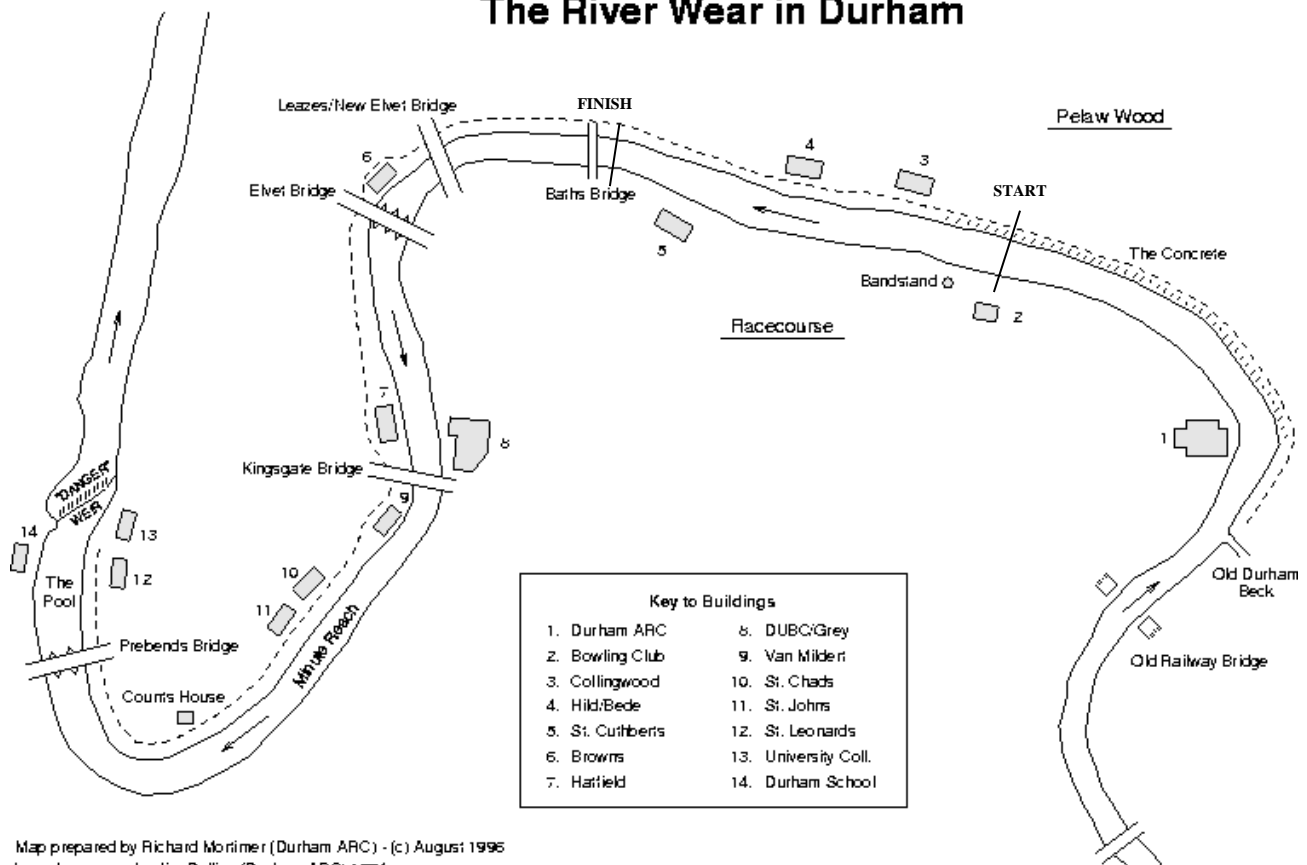 The River Wear in Durham
Leazes/New Elvet Bridge
FINISH
Pelaw Wood
4
3
6
Elvet Bridge
Baths Bridge
START
5
The Concrete
Bandstand
2
Racecourse
7
1
8
Kingsgate Bridge
"DANGER"
WEIR
9
14
13
12
The
Pool
10
11
Minute Reach
Old Durham
Beck
Prebends Bridge
Old Railway Bridge
Counts House
Key to Buildings
1. Durham ARC
2. Bowling Club
3. Collingwood
4. Hild/Bede
5. St. Cuthberts
6. Browns
7. Hatfield
8. DUBC/Grey
9. Van Mildert
10. St. Chads
11. St. Johns
12. St. Leonards
13. University Coll.
14. Durham School
Map prepared by Richard Mortimer (Durham ARC) - (c) August 1996